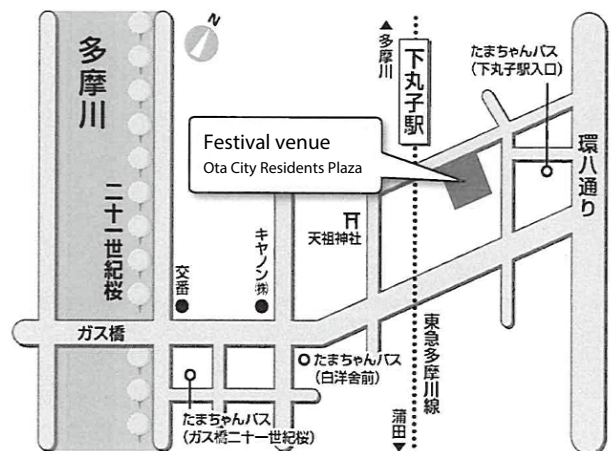 N
多摩川
▲多摩川
下丸子駅
たまちゃんバス
(下丸子駅入口)
Festival venue
Ota City Residents Plaza
環八通り
二十一世紀桜
天祖神社
キヤノン㈱
交番
ガス橋
たまちゃんバス
(白洋舎前)
東急多摩川線
たまちゃんバス
(ガス橋二十一世紀桜)
蒲田▼